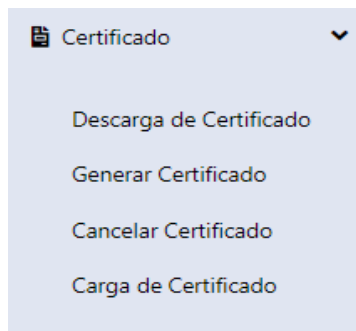 Certificado
Descarga de Certificado
Generar Certificado
Cancelar Certificado
Carga de Certificado